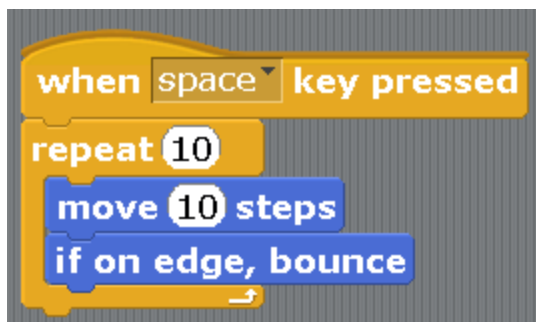 when space key pressed
repeat 10
move 10 steps
if on edge, bounce